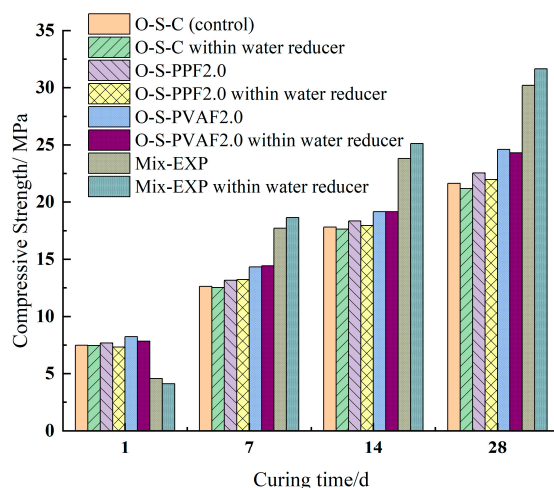 O-S-C (control)
O-S-C within water reducer
O-S-PPF2.0
O-S-PPF2.0 within water reducer
O-S-PVAF2.0
O-S-PVAF2.0 within water reducer
Mix-EXP
Mix-EXP within water reducer
Compressive Strength/ MPa
35
30
25
20
15
10
5
0
1 7 14 28
Curing time/d